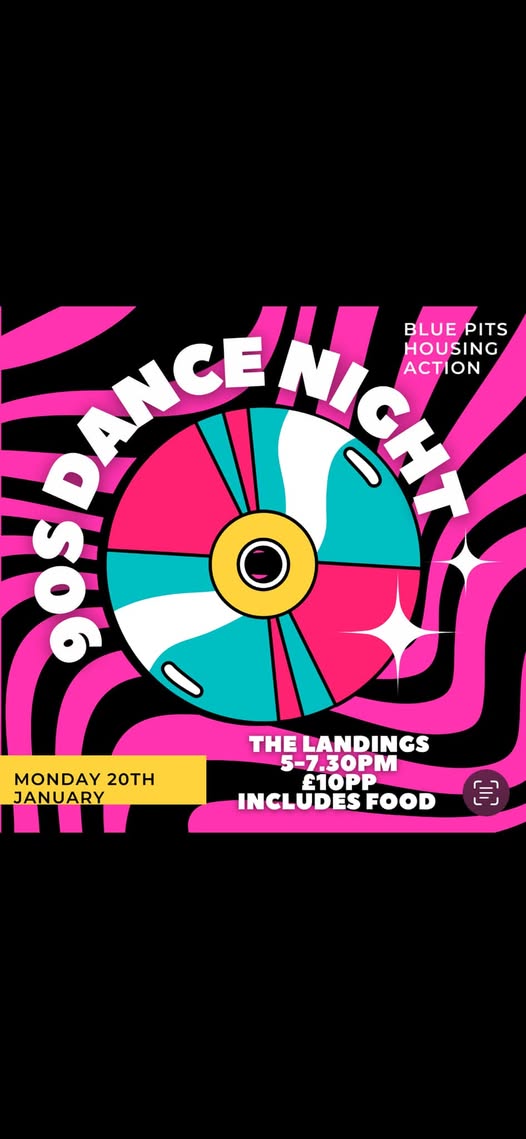 BLUE PITS
HOUSING
ACTION
90S DANCE NIGHT
THE LANDINGS
5-7.30PM
£10PP
INCLUDES FOOD
MONDAY 20TH
JANUARY